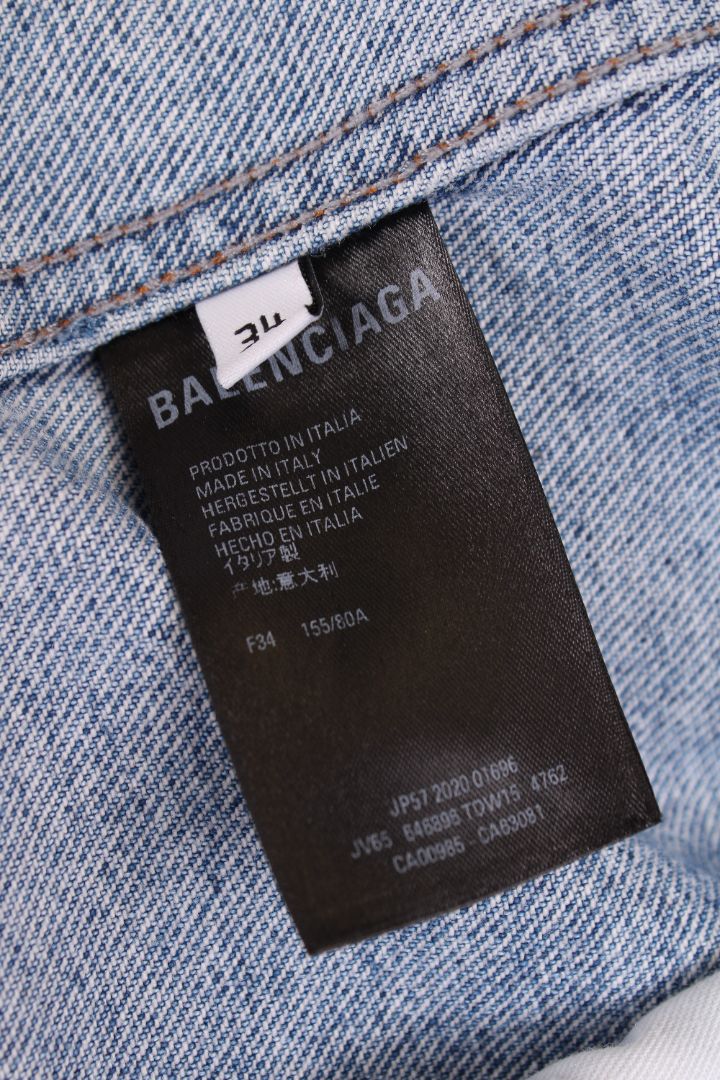 34
BALENCIAGA
PRODOTTO IN ITALIA
MADE IN ITALY
HERGESTELLT IN ITALIEN
FABRIQUE EN ITALIE
HECHO EN ITALIA
イタリア製
产地:意大利
F34 155/80A
JP57 2020 01696
JV65 646896 TDW15 4762
CA00985 - CA63081